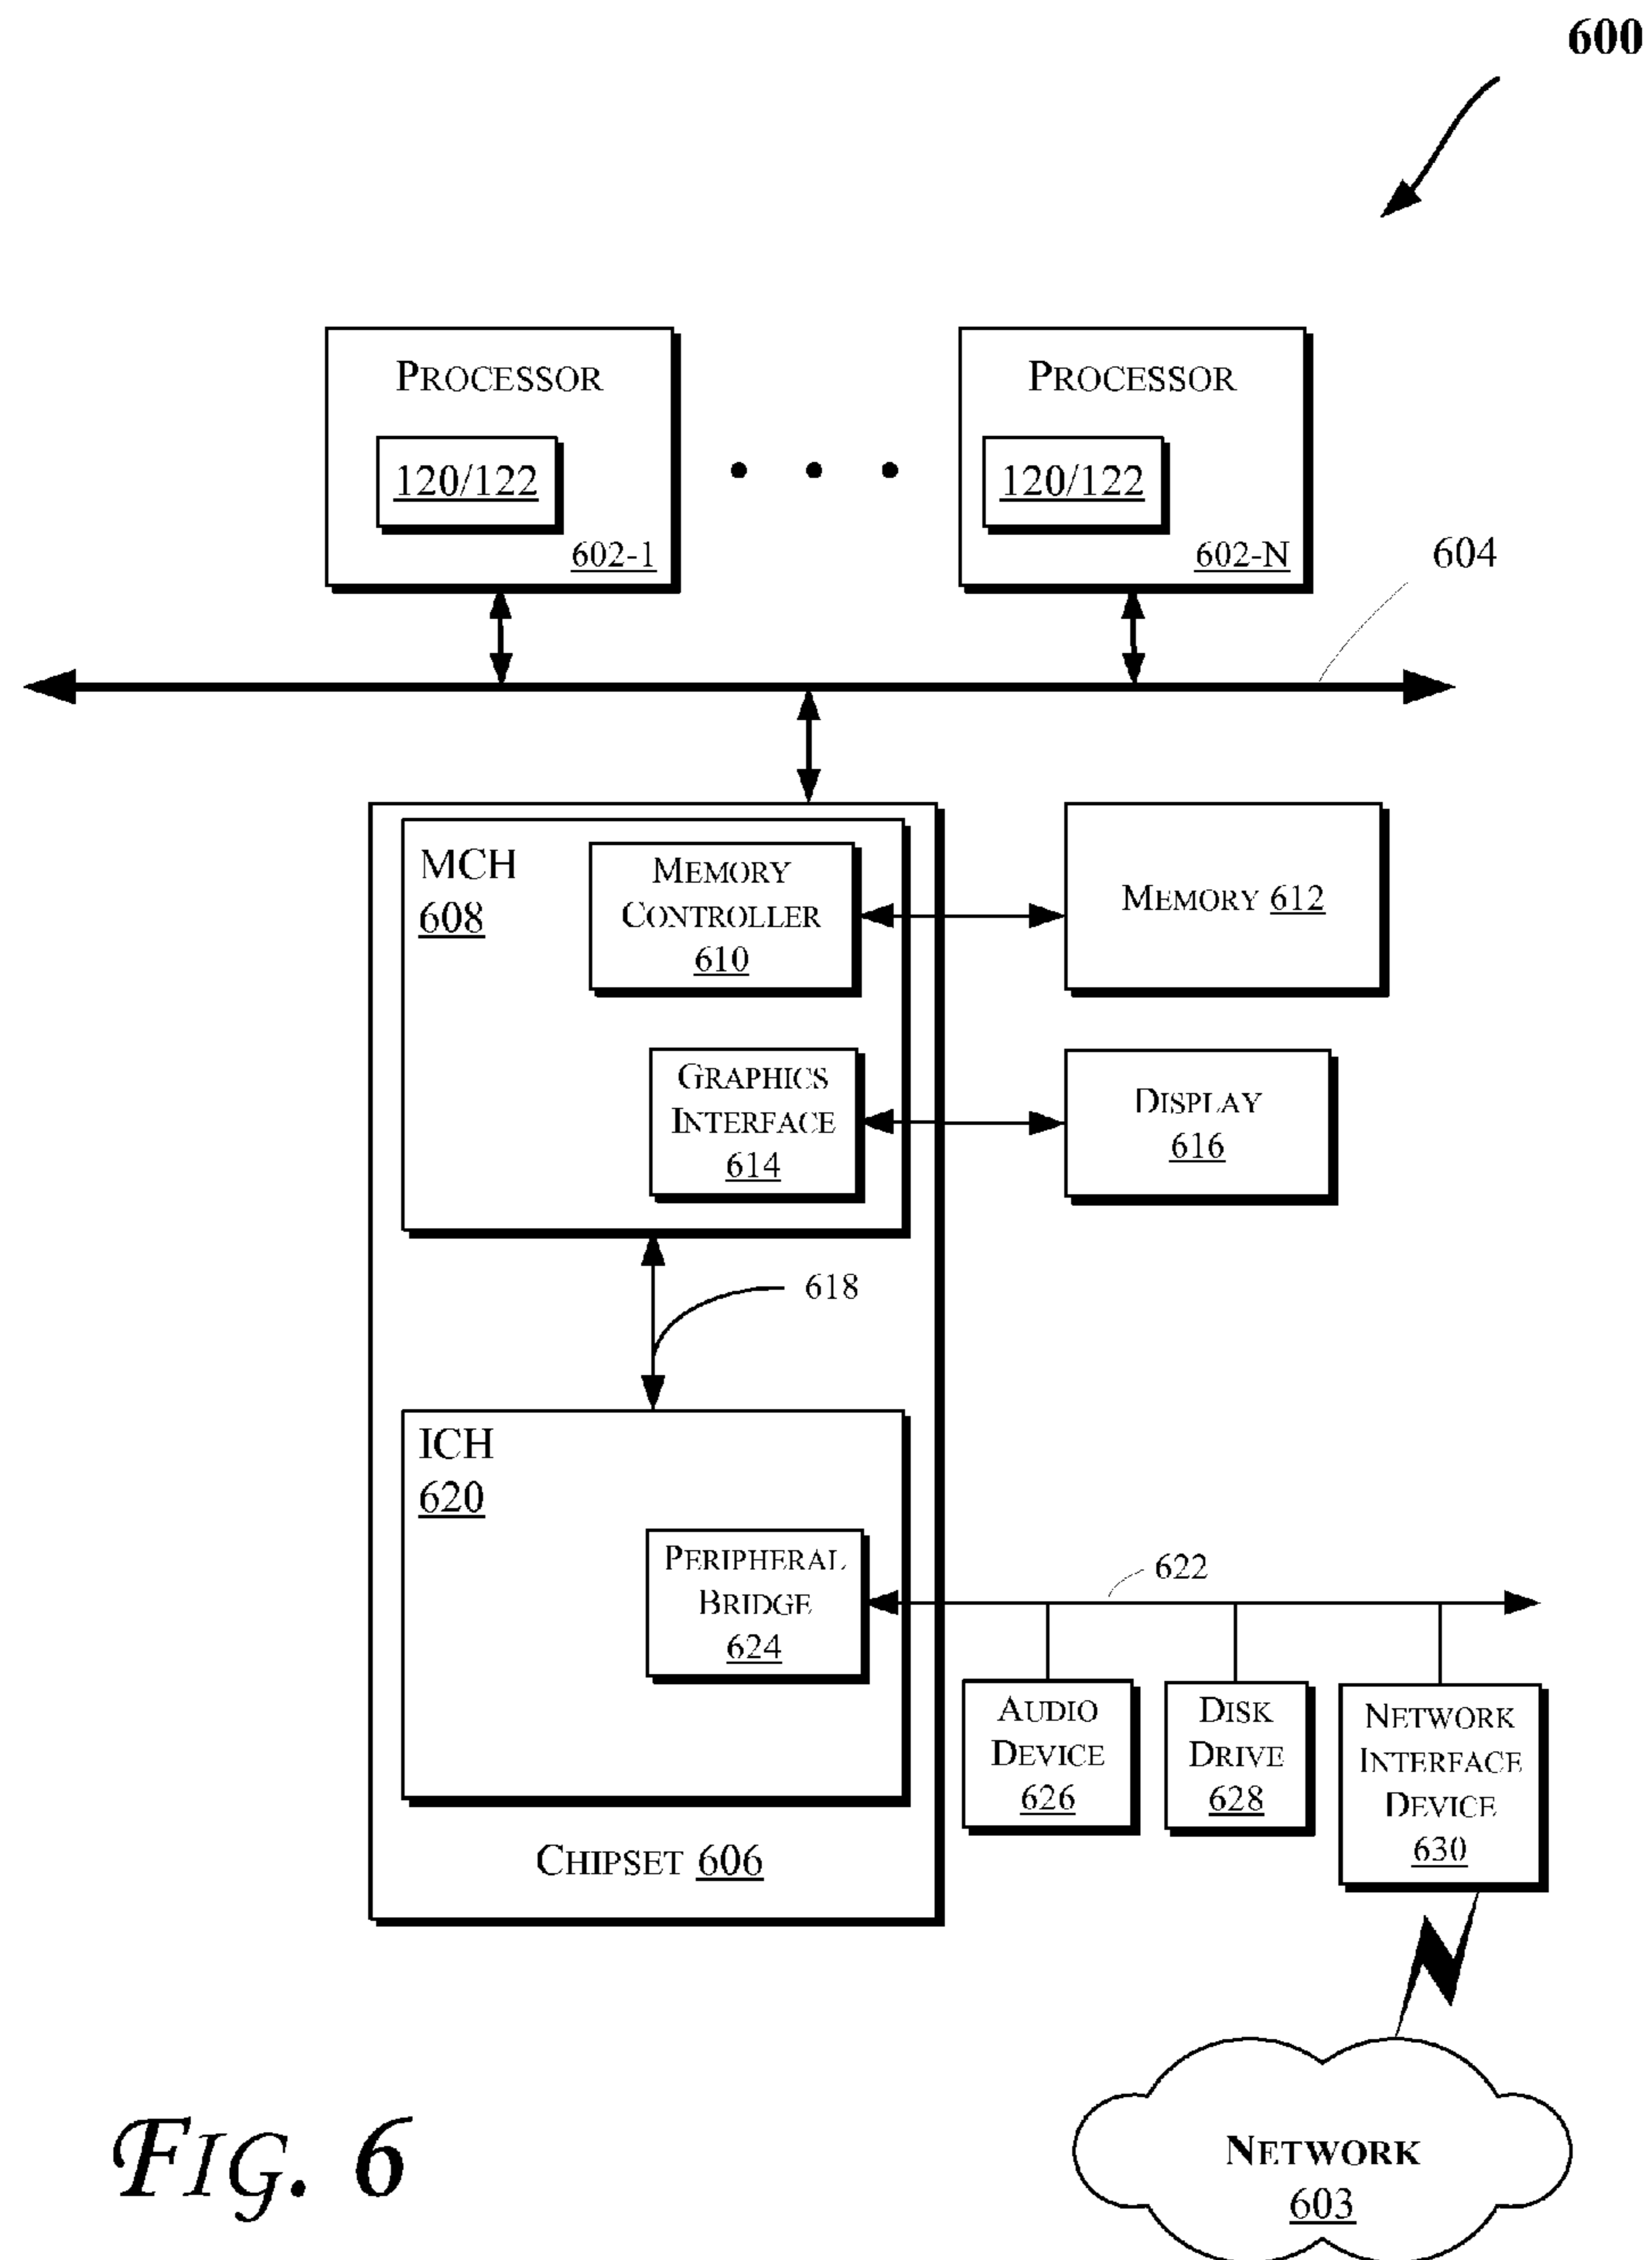 600
PROCESSOR
120/122
602-1
PROCESSOR
120/122
602-N
604
MCH
608
MEMORY
CONTROLLER
610
MEMORY 612
GRAPHICS
INTERFACE
614
DISPLAY
616
618
ICH
620
PERIPHERAL
BRIDGE
624
622
AUDIO
DEVICE
626
DISK
DRIVE
628
NETWORK
INTERFACE
DEVICE
630
CHIPSET 606
NETWORK
603
FIG. 6